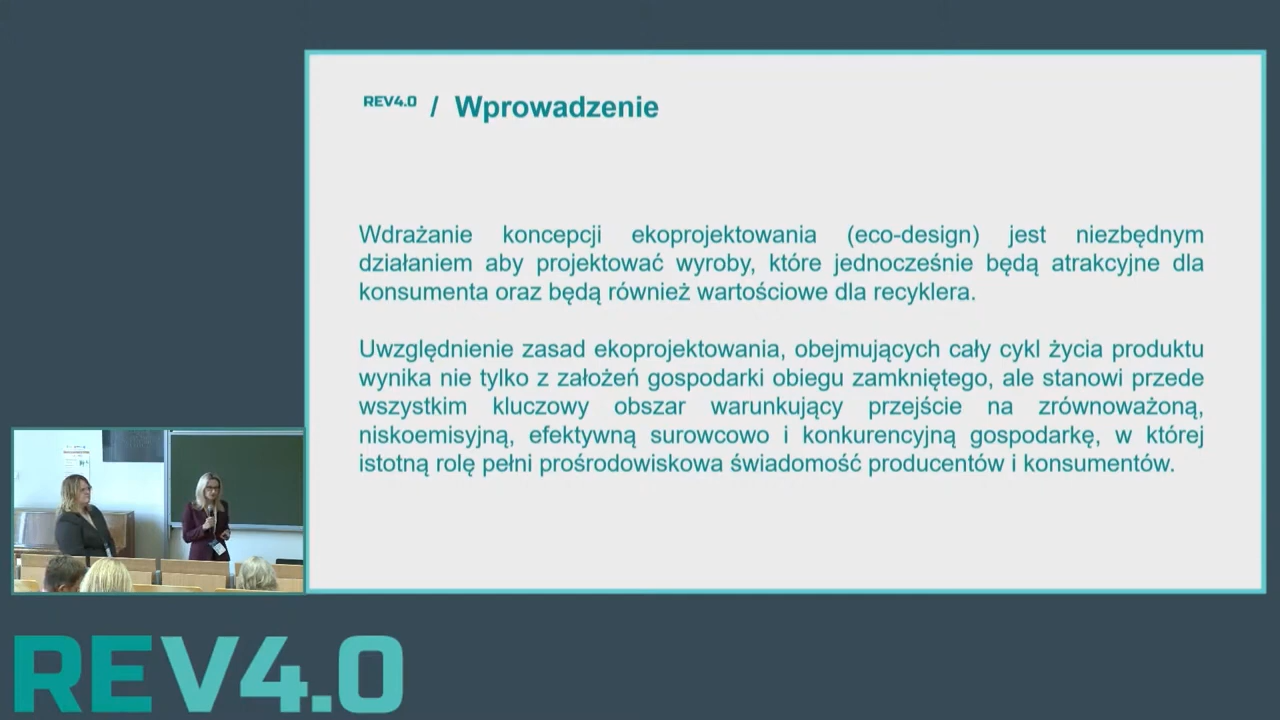 REV4.0 / Wprowadzenie
Wdrażanie koncepcji ekoprojektowania (eco-design) jest niezbędnym
działaniem aby projektować wyroby, które jednocześnie będą atrakcyjne dla
konsumenta oraz będą również wartościowe dla recyklera.
Uwzględnienie zasad ekoprojektowania, obejmujących cały cykl życia produktu
wynika nie tylko z założeń gospodarki obiegu zamkniętego, ale stanowi przede
wszystkim kluczowy obszar warunkujący przejście na zrównoważoną,
niskoemisyjną, efektywną surowcowo i konkurencyjną gospodarkę, w której
istotną rolę pełni prośrodowiskowa świadomość producentów i konsumentów.
REV4.0